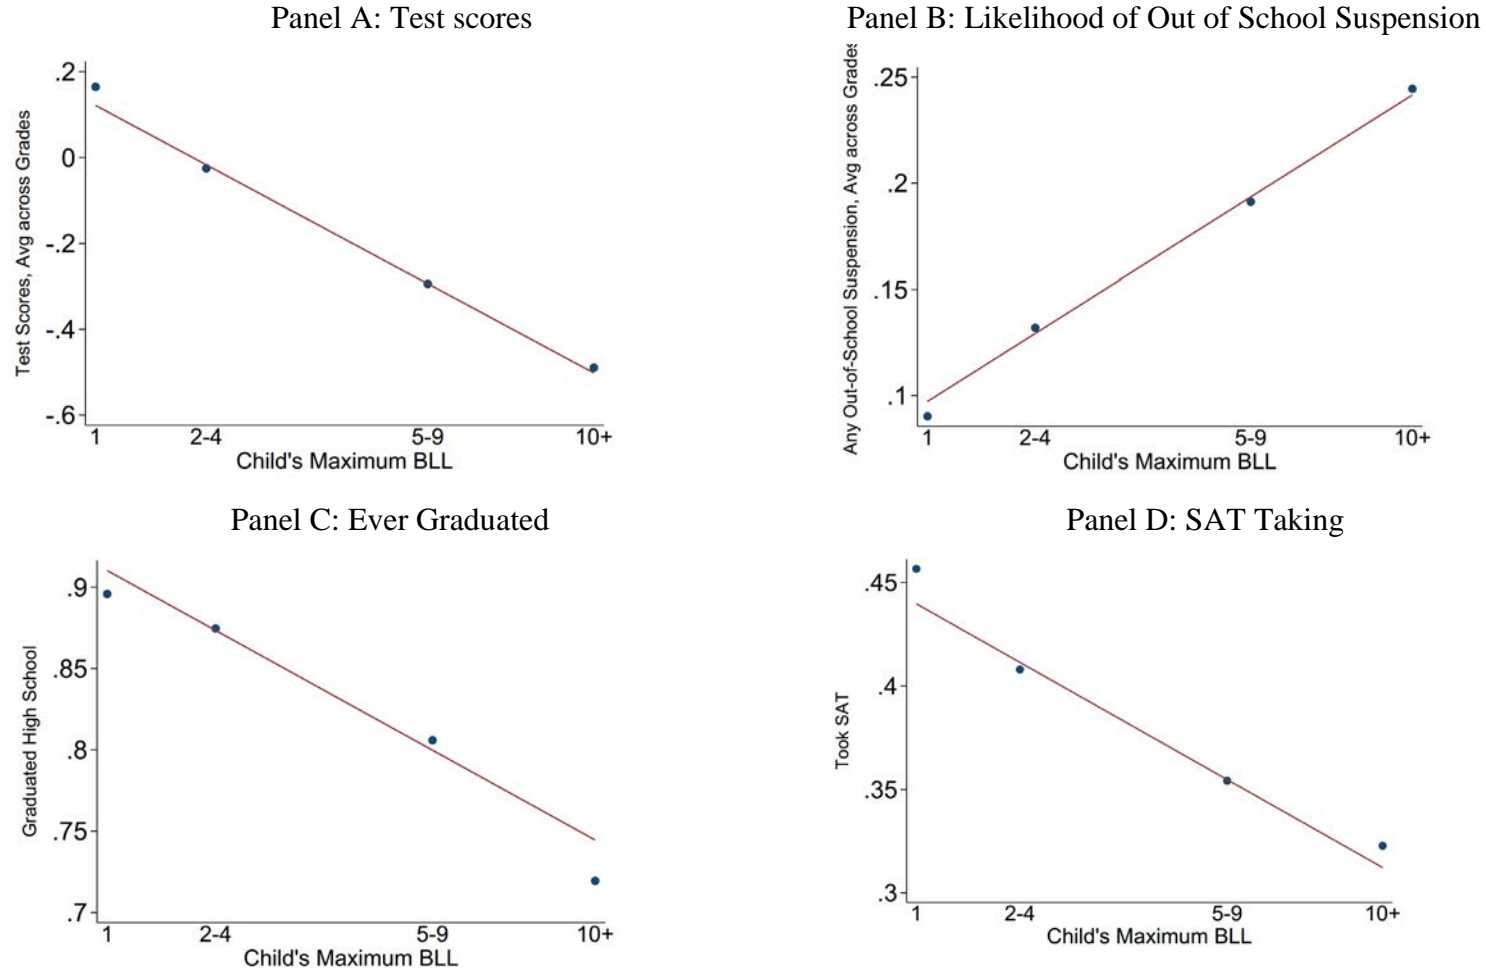 Panel A: Test scores
Test Scores, Avg across Grades
.2
0
-.2
-.4
-.6
1 2-4 5-9 10+
Child's Maximum BLL
Panel B: Likelihood of Out of School Suspension
Any Out-of-School Suspension, Avg across Grades
.25
.2
.15
.1
1 2-4 5-9 10+
Child's Maximum BLL
Panel C: Ever Graduated
Graduated High School
.9
.85
.8
.75
.7
1 2-4 5-9 10+
Child's Maximum BLL
Panel D: SAT Taking
Took SAT
.45
.4
.35
.3
1 2-4 5-9 10+
Child's Maximum BLL